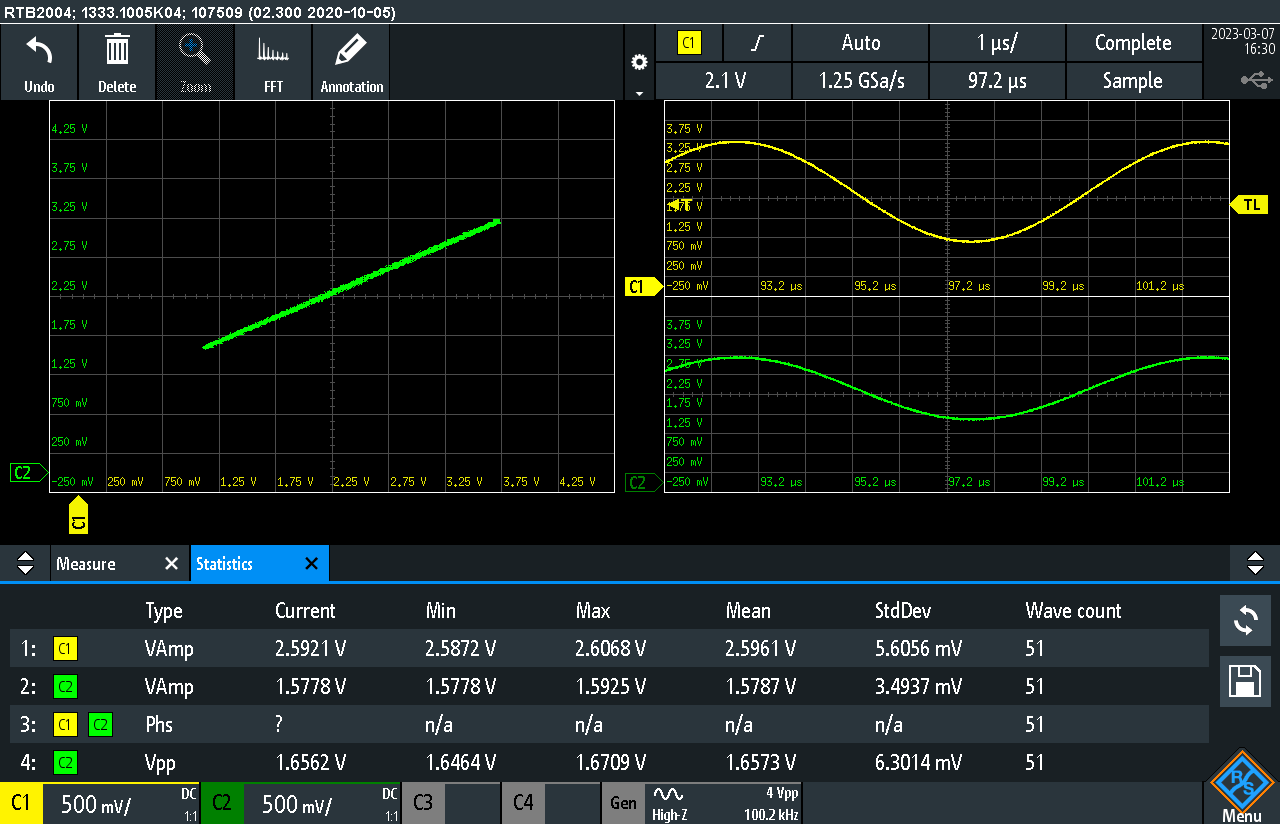 RTB2004; 1333.1005K04; 107509 (02.300 2020-10-05)
Undo Delete Zoom FFT Annotation
C1 Auto 1 µs/ Complete
2.1 V 1.25 GSa/s 97.2 µs Sample
2023-03-07
16:30
4.25 V
3.75 V
3.25 V
2.75 V
2.25 V
1.75 V
1.25 V
750 mV
250 mV
C2
-250 mV 250 mV 750 mV 1.25 V 1.75 V 2.25 V 2.75 V 3.25 V 3.75 V 4.25 V
C1
3.75 V
3.25 V
2.75 V
2.25 V
T 1.75 V TL
1.25 V
750 mV
250 mV
C1 -250 mV 93.2 µs 95.2 µs 97.2 µs 99.2 µs 101.2 µs
3.75 V
3.25 V
2.75 V
2.25 V
1.75 V
1.25 V
750 mV
250 mV
C2 -250 mV 93.2 µs 95.2 µs 97.2 µs 99.2 µs 101.2 µs
Measure Statistics
Type Current Min Max Mean StdDev Wave count
1: C1 VAmp 2.5921 V 2.5872 V 2.6068 V 2.5961 V 5.6056 mV 51
2: C2 VAmp 1.5778 V 1.5778 V 1.5925 V 1.5787 V 3.4937 mV 51
3: C1 C2 Phs ? n/a n/a n/a n/a 51
4: C2 Vpp 1.6562 V 1.6464 V 1.6709 V 1.6573 V 6.3014 mV 51
C1 500 mV/ DC 1:1 C2 500 mV/ DC 1:1 C3 C4 Gen High-Z 4 Vpp 100.2 kHz
R&S
Menu